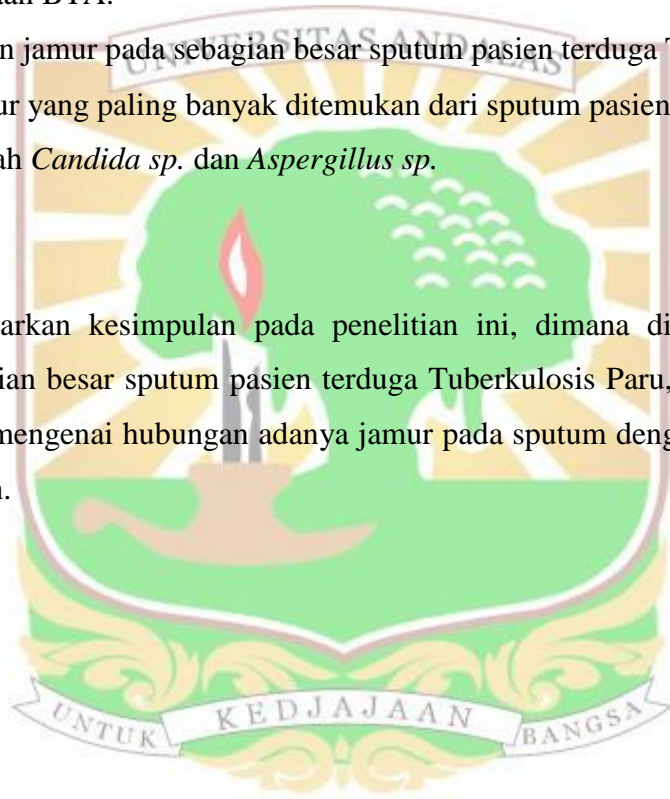 BTA.
UNIVERSITAS ANDALAS
n jamur pada sebagian besar sputum pasien terduga
ur yang paling banyak ditemukan dari sputum pasien
ah Candida sp. dan Aspergillus sp.
arkan kesimpulan pada penelitian ini, dimana di
ian besar sputum pasien terduga Tuberkulosis Paru,
mengenai hubungan adanya jamur pada sputum deng
UNTUK KEDJAJAAN BANGSA